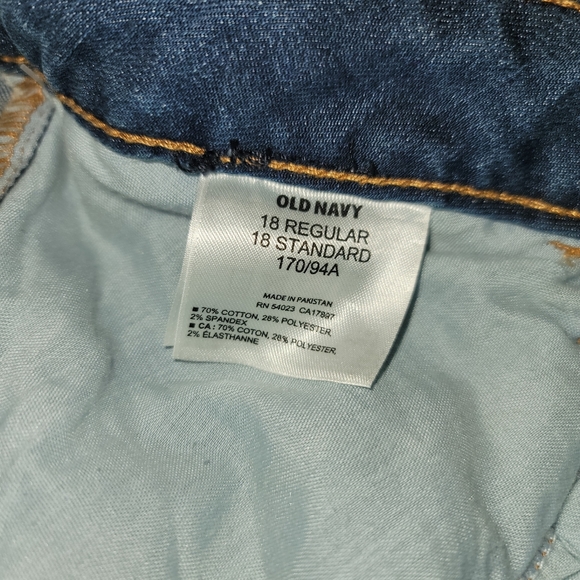 OLD NAVY
18 REGULAR
18 STANDARD
170/94A
MADE IN PAKISTAN
RN 54023 CA17897
■ 70% COTTON, 28% POLYESTER,
2% SPANDEX
■ CA : 70% COTON, 28% POLYESTER,
2% ÉLASTHANNE